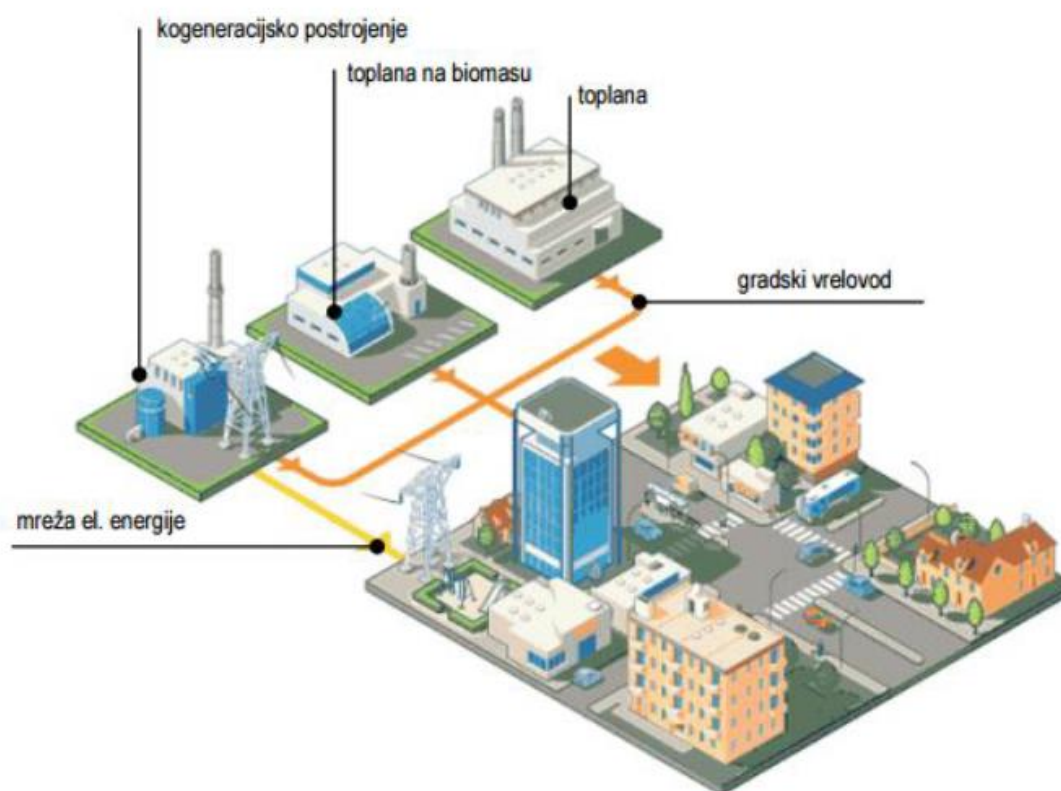 kogeneracijsko postrojenje
toplana na biomasu
toplana
gradski vrelovod
mreža el. energije